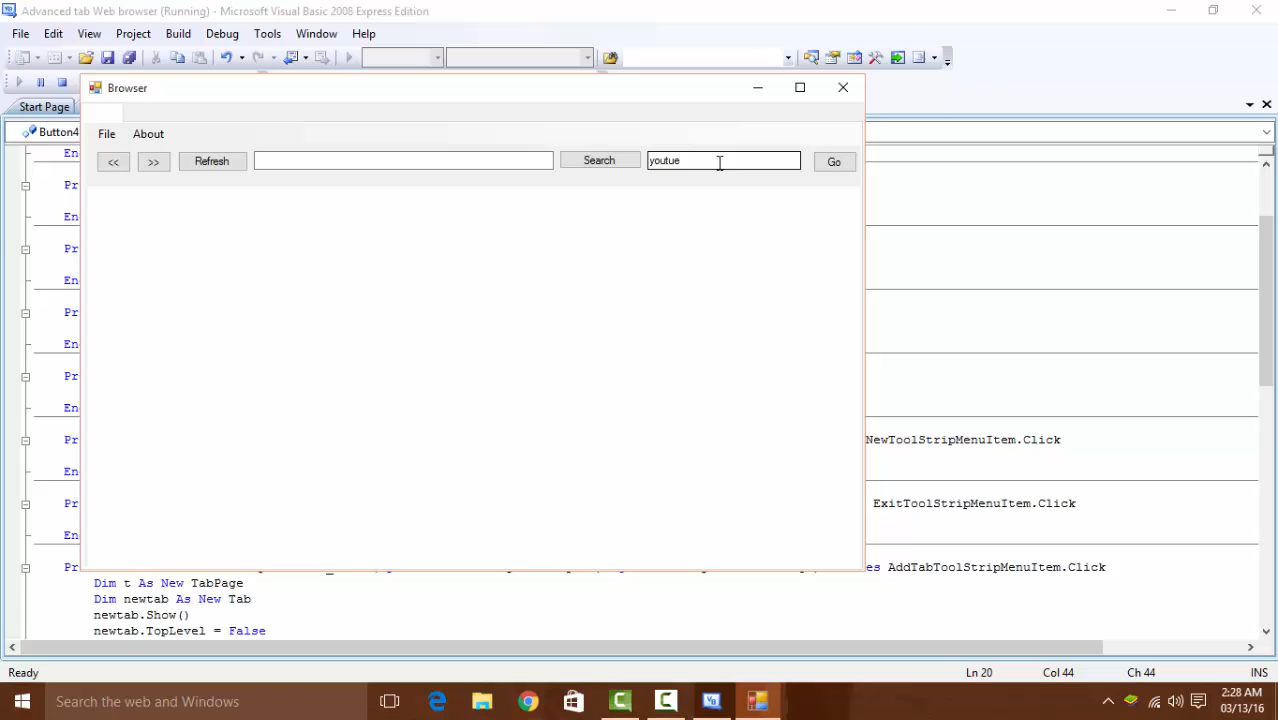 Advanced tab Web browser (Running) - Microsoft Visual Basic 2008 Express Edition
File Edit View Project Build Debug Tools Window Help
Browser
Start Page
File About
Button4
<< >> Refresh Search youtue Go
En
Pr
En
Pr
En
Pr
En
Pr
En
Pr NewToolStripMenuItem.Click
En
Pr ExitToolStripMenuItem.Click
En
Pr es AddTabToolStripMenuItem.Click
Dim t As New TabPage
Dim newtab As New Tab
newtab.Show()
newtab.TopLevel = False
Ready Ln 20 Col 44 Ch 44 INS
Search the web and Windows
2:28 AM
03/13/16